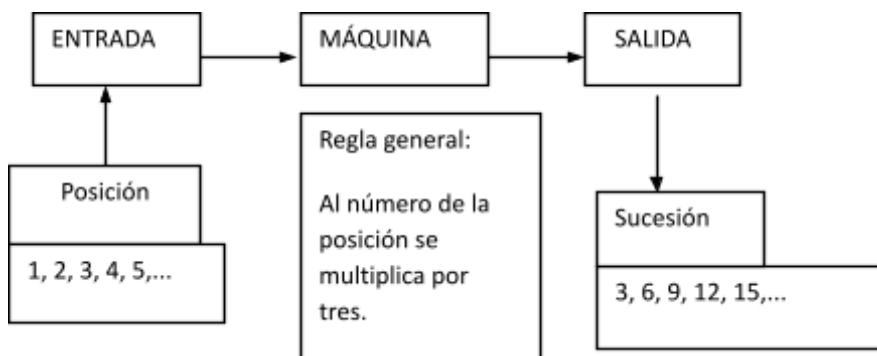 ENTRADA
MÁQUINA
SALIDA
Posición
1, 2, 3, 4, 5,...
Regla general:
Al número de la
posición se
multiplica por
tres.
Sucesión
3, 6, 9, 12, 15,...